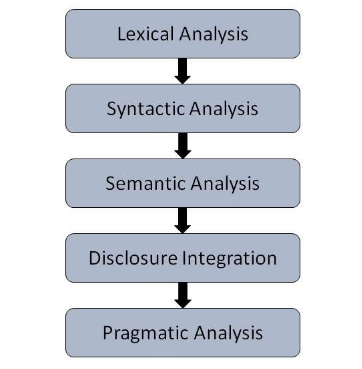 Lexical Analysis
Syntactic Analysis
Semantic Analysis
Disclosure Integration
Pragmatic Analysis